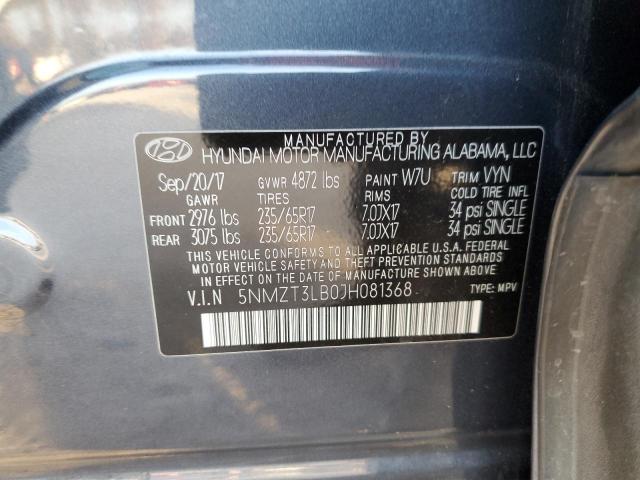 MANUFACTURED BY
HYUNDAI MOTOR MANUFACTURING ALABAMA, LLC
Sep/20/17 GVWR 4872 lbs PAINT W7U TRIM VYN
GAWR TIRES RIMS COLD TIRE INFL
FRONT 2976 lbs 235/65R17 7.0JX17 34 psi SINGLE
REAR 3075 lbs 235/65R17 7.0JX17 34 psi SINGLE
THIS VEHICLE CONFORMS TO ALL APPLICABLE U.S.A. FEDERAL
MOTOR VEHICLE SAFETY AND THEFT PREVENTION STANDARDS
IN EFFECT ON THE DATE OF MANUFACTURE SHOWN ABOVE.
V.I.N 5NMZT3LB0JH081368 TYPE: MPV